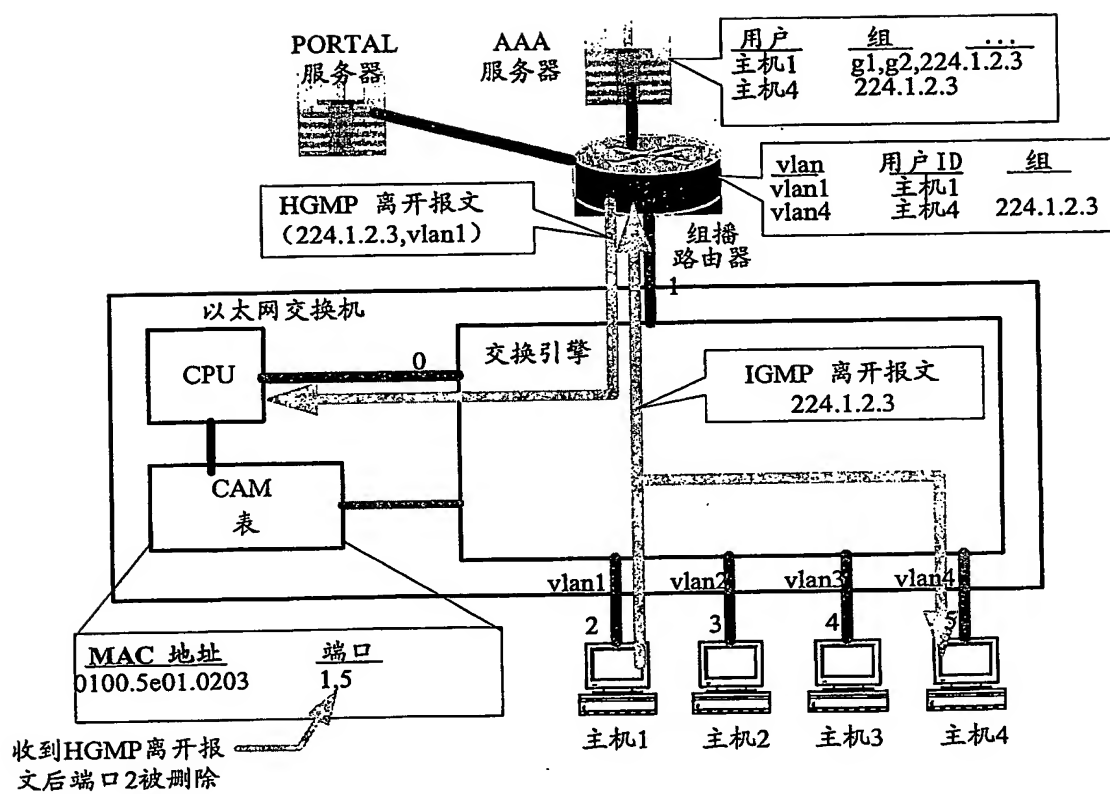 PORTAL
服务器
AAA
服务器
用户 组 ...
主机1 g1,g2,224.1.2.3
主机4 224.1.2.3
vlan 用户ID 组
vlan1 主机1
vlan4 主机4 224.1.2.3
HGMP 离开报文
（224.1.2.3,vlan1）
组播
路由器
1
以太网交换机
CPU
0
交换引擎
IGMP 离开报文
224.1.2.3
CAM
表
vlan1
vlan2
vlan3
vlan4
2
3
4
5
MAC 地址 端口
0100.5e01.0203 1.5
收到HGMP离开报
文后端口2被删除
主机1
主机2
主机3
主机4